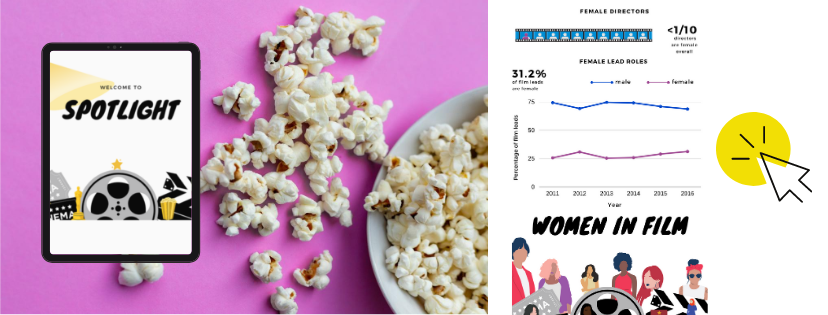 WELCOME TO
SPOTLIGHT
FEMALE DIRECTORS
<1/10
directors
are female
overall
FEMALE LEAD ROLES
31.2%
of film leads
are female
male
female
Percentage of film leads
75
50
25
0
2011
2012
2013
2014
2015
2016
Year
WOMEN IN FILM